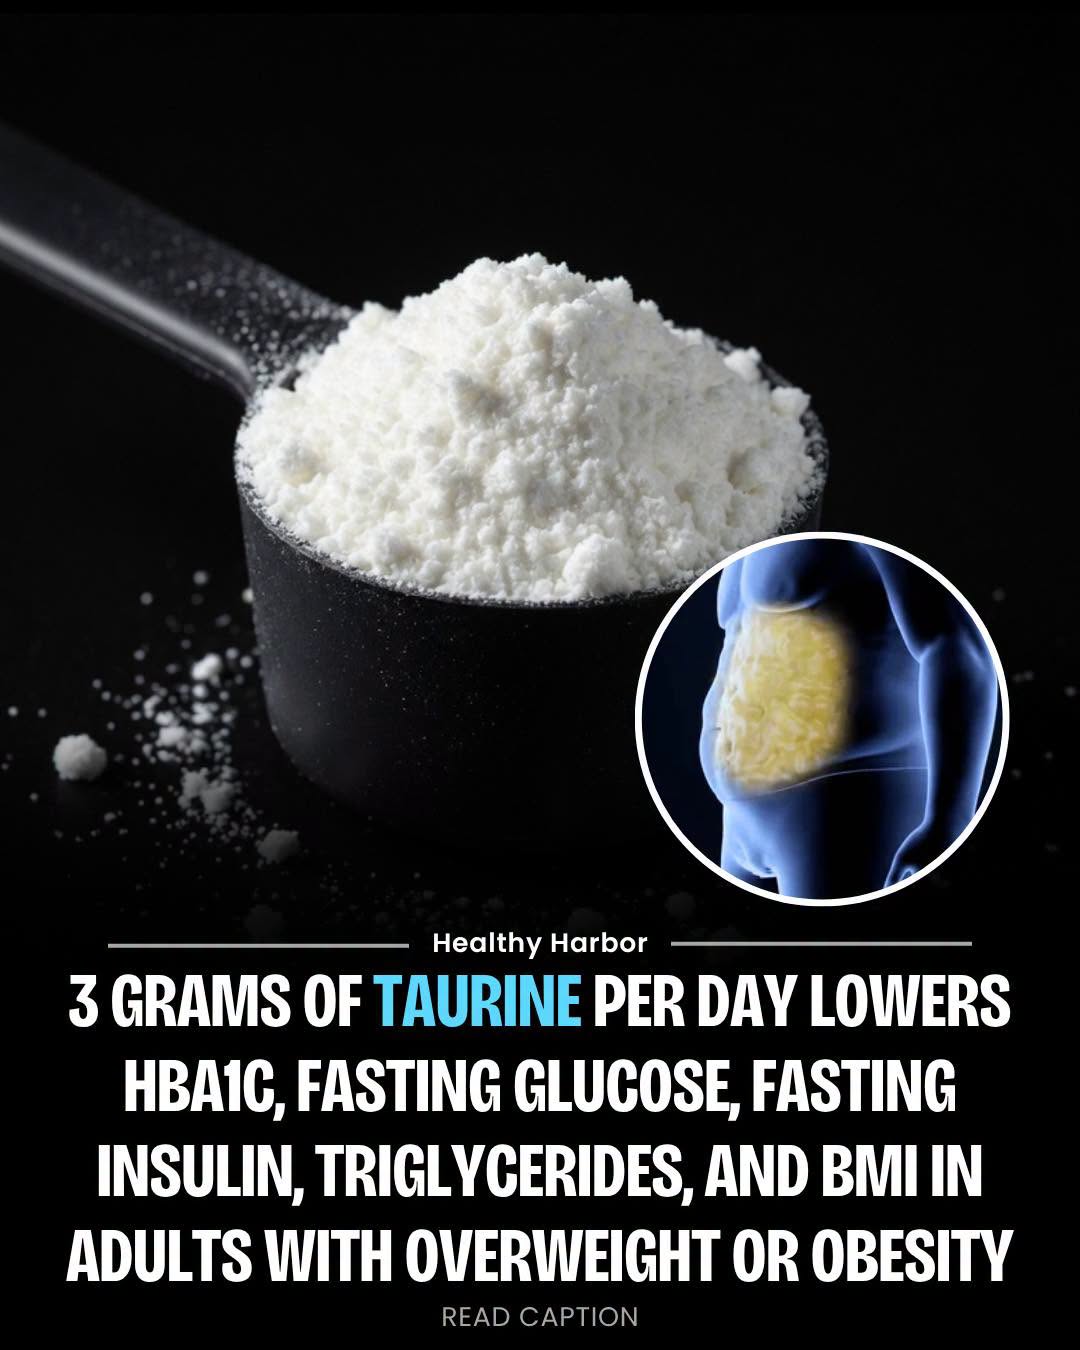 Healthy Harbor
3 GRAMS OF TAURINE PER DAY LOWERS
HBA1C, FASTING GLUCOSE, FASTING
INSULIN, TRIGLYCERIDES, AND BMI IN
ADULTS WITH OVERWEIGHT OR OBESITY
READ CAPTION